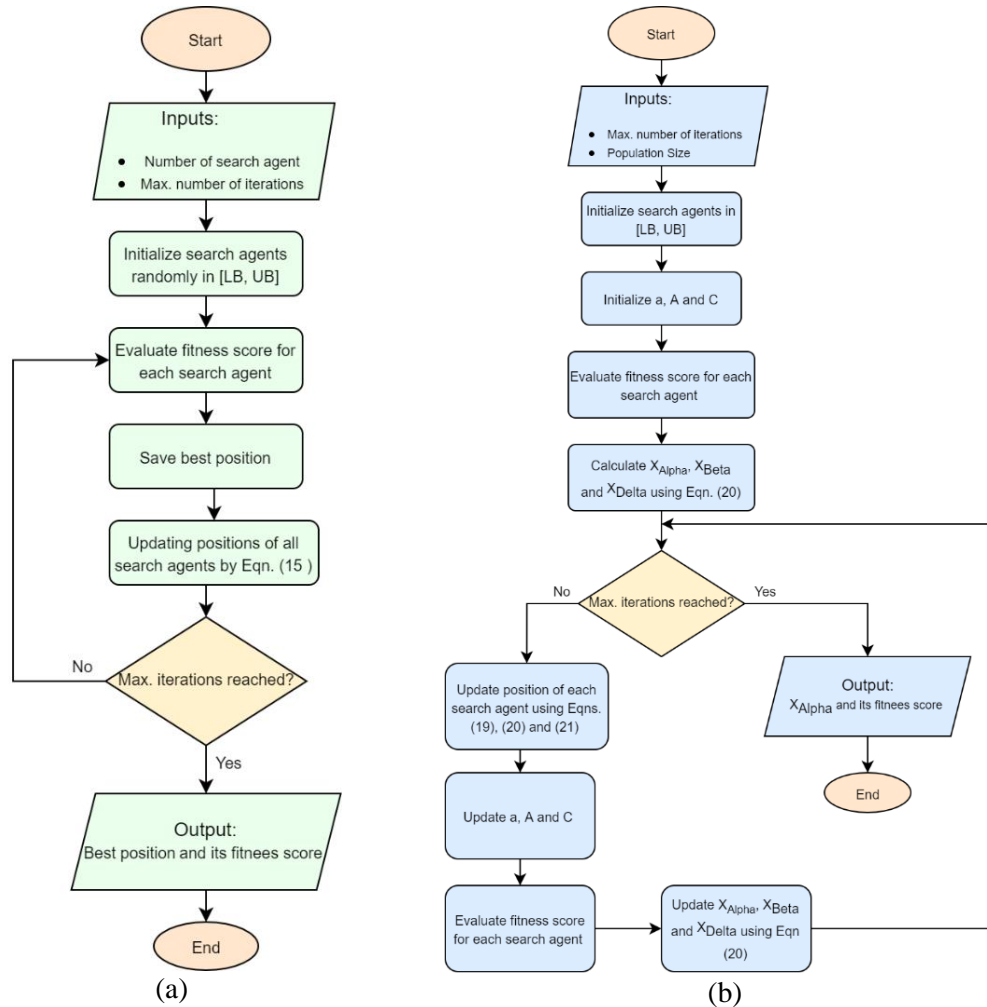 Start
Inputs:
● Number of search agent
● Max. number of iterations
Initialize search agents
randomly in [LB, UB]
Evaluate fitness score for
each search agent
Save best position
Updating positions of all
search agents by Eqn. (15 )
Max. iterations reached?
No
Yes
Output:
Best position and its fitnees score
End
(a)
Start
Inputs:
● Max. number of iterations
● Population Size
Initialize search agents in
[LB, UB]
Initialize a, A and C
Evaluate fitness score for each
search agent
Calculate XAlpha, XBeta
and XDelta using Eqn. (20)
Max. iterations reached?
No
Yes
Update position of each
search agent using Eqns.
(19), (20) and (21)
Update a, A and C
Evaluate fitness score
for each search agent
Update XAlpha, XBeta
and XDelta using Eqn
(20)
Output:
XAlpha and its fitnees score
End
(b)